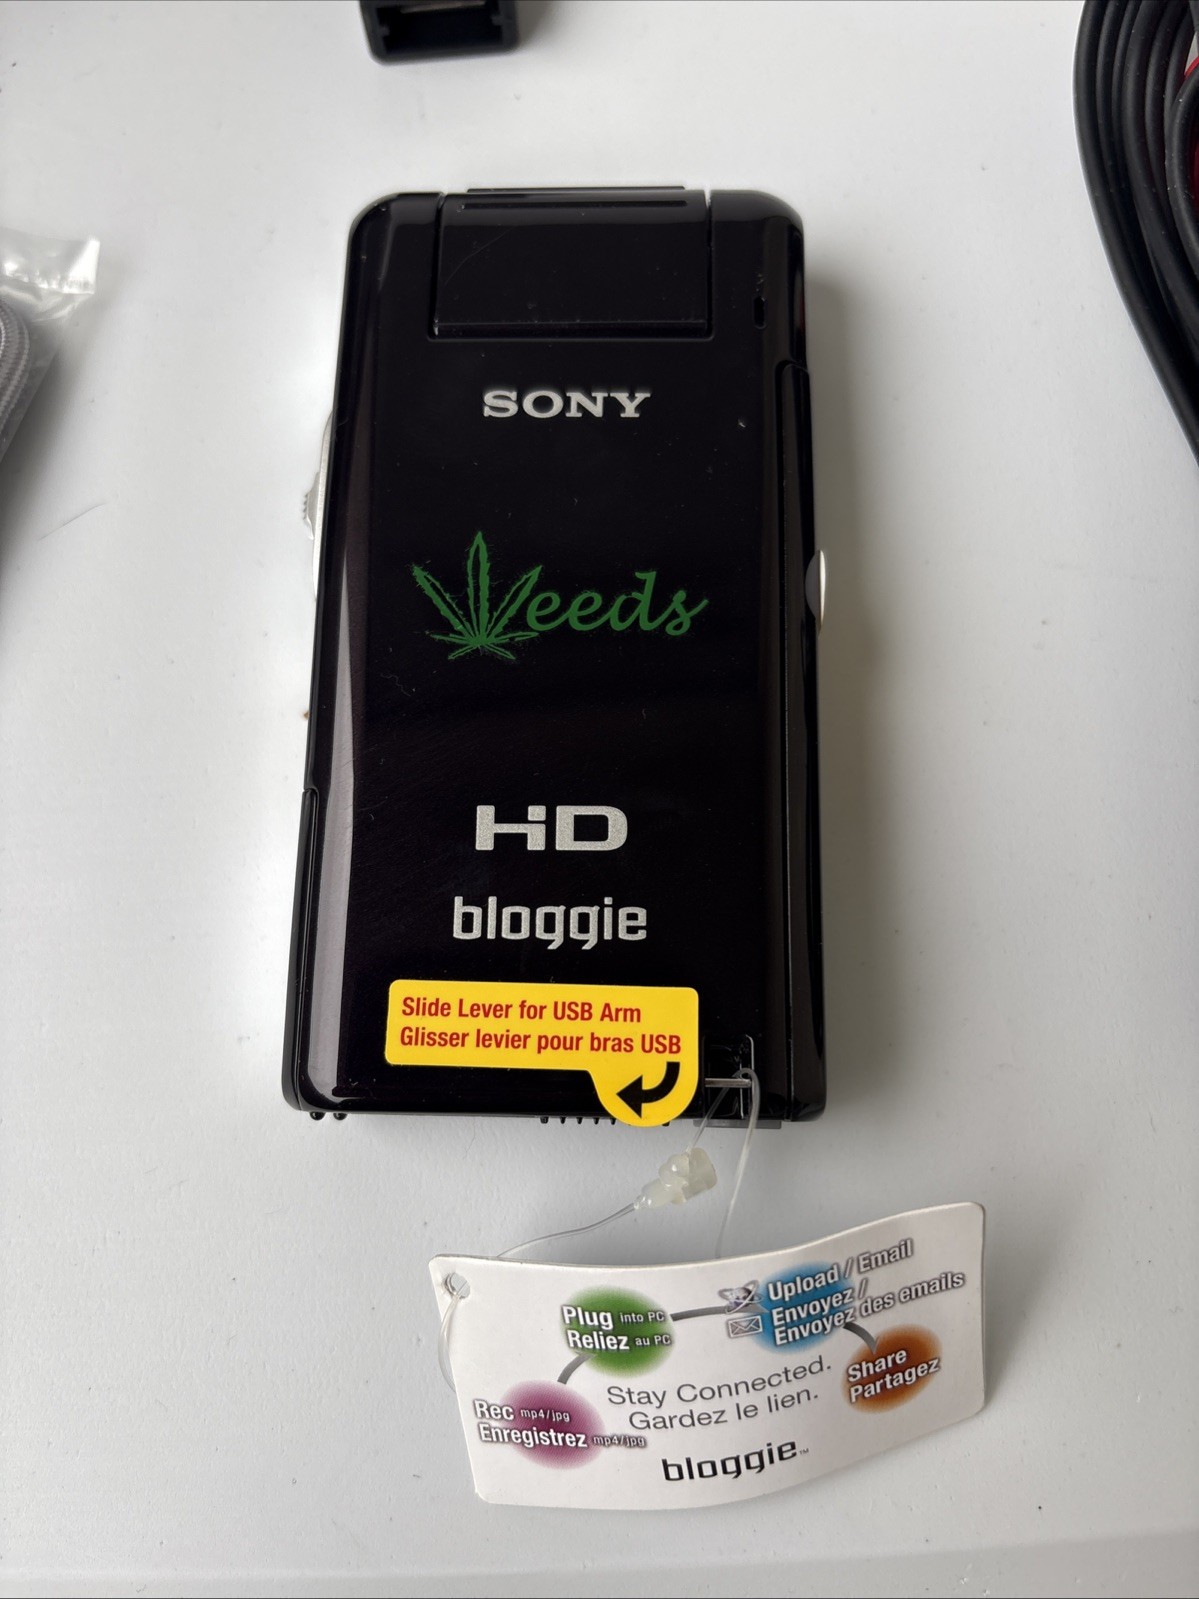 SONY
Weeds
HD
bloggie
Slide Lever for USB Arm
Glisser levier pour bras USB
Upload / Email
Envoyez /
Envoyez des emails
Plug into PC
Reliez au PC
Share
Partagez
Stay Connected.
Gardez le lien.
Rec mp4/jpg
Enregistrez mp4/jpg
bloggie™